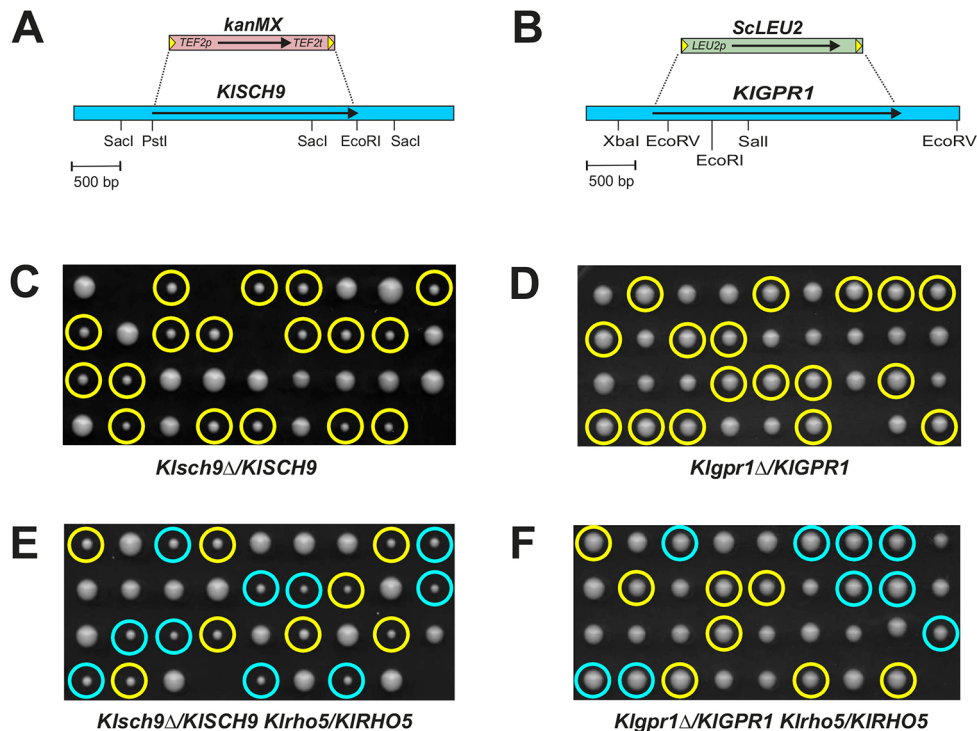 A
kanMX
TEF2p TEF2t
KlSCH9
SacI PstI SacI EcoRI SacI
500 bp
B
ScLEU2
LEU2p
KlGPR1
XbaI EcoRV EcoRI SalI EcoRV
500 bp
C
Klsch9Δ/KlSCH9
D
Klgpr1Δ/KlGPR1
E
Klsch9Δ/KlSCH9 Klrho5/KlRHO5
F
Klgpr1Δ/KlGPR1 Klrho5/KlRHO5